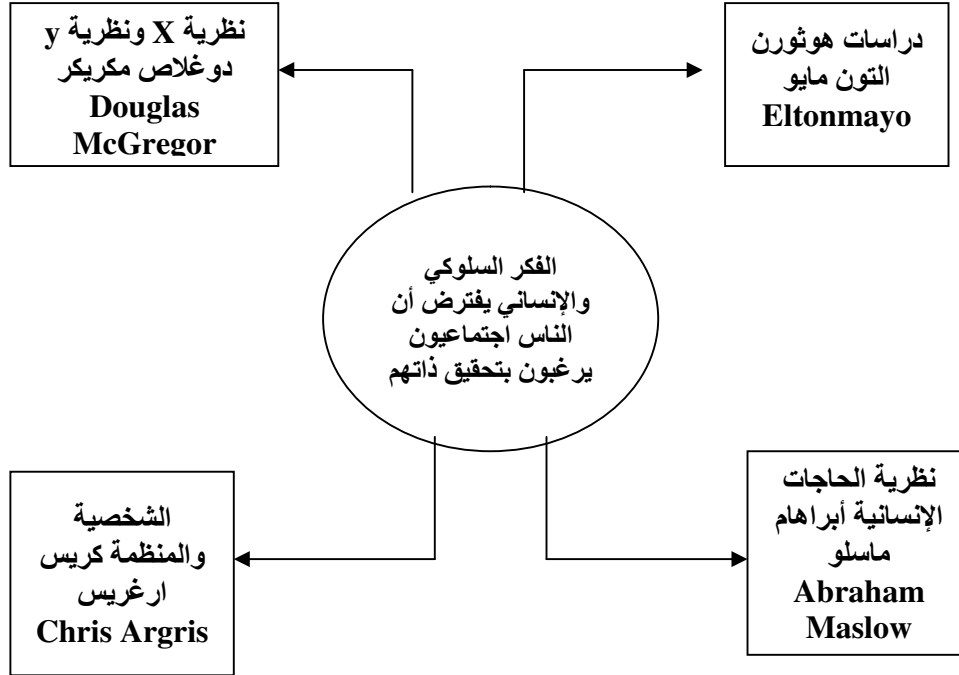 دراسات هوثورن
التون مايو
Eltonmayo
نظرية X ونظرية y
دوغلاص مكريكر
Douglas
McGregor
الفكر السلوكي
والإنساني يفترض أن
الناس اجتماعيون
يرغبون بتحقيق ذاتهم
نظرية الحاجات
الإنسانية أبراهام
ماسلو
Abraham
Maslow
الشخصية
والمنظمة كريس
ارغريس
Chris Argris